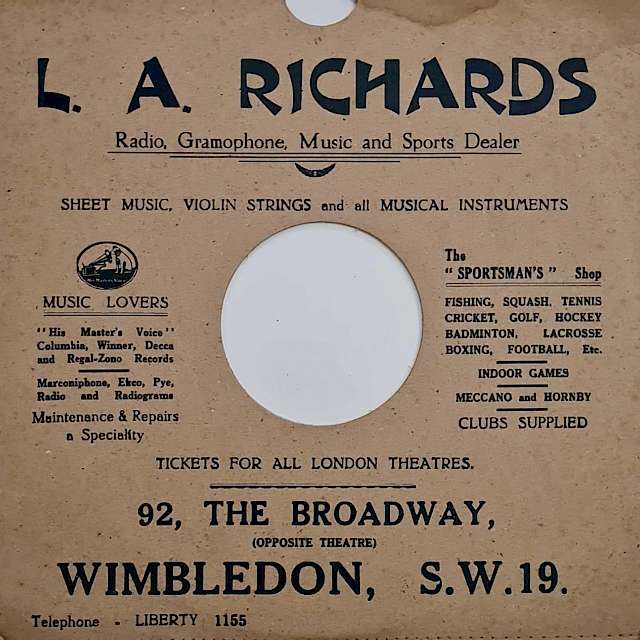 L. A. RICHARDS
Radio, Gramophone, Music and Sports Dealer
SHEET MUSIC, VIOLIN STRINGS and all MUSICAL INSTRUMENTS
His Master's Voice
MUSIC LOVERS
"His Master's Voice"
Columbia, Winner, Decca
and Regal-Zono Records
Marconiphone, Ekco, Pye,
Radio and Radiograms
Maintenance & Repairs
a Speciality
The
"SPORTSMAN'S" Shop
FISHING, SQUASH, TENNIS
CRICKET, GOLF, HOCKEY
BADMINTON, LACROSSE
BOXING, FOOTBALL, Etc.
INDOOR GAMES
MECCANO and HORNBY
CLUBS SUPPLIED
TICKETS FOR ALL LONDON THEATRES.
92, THE BROADWAY,
(OPPOSITE THEATRE)
WIMBLEDON, S.W.19.
Telephone - LIBERTY 1155